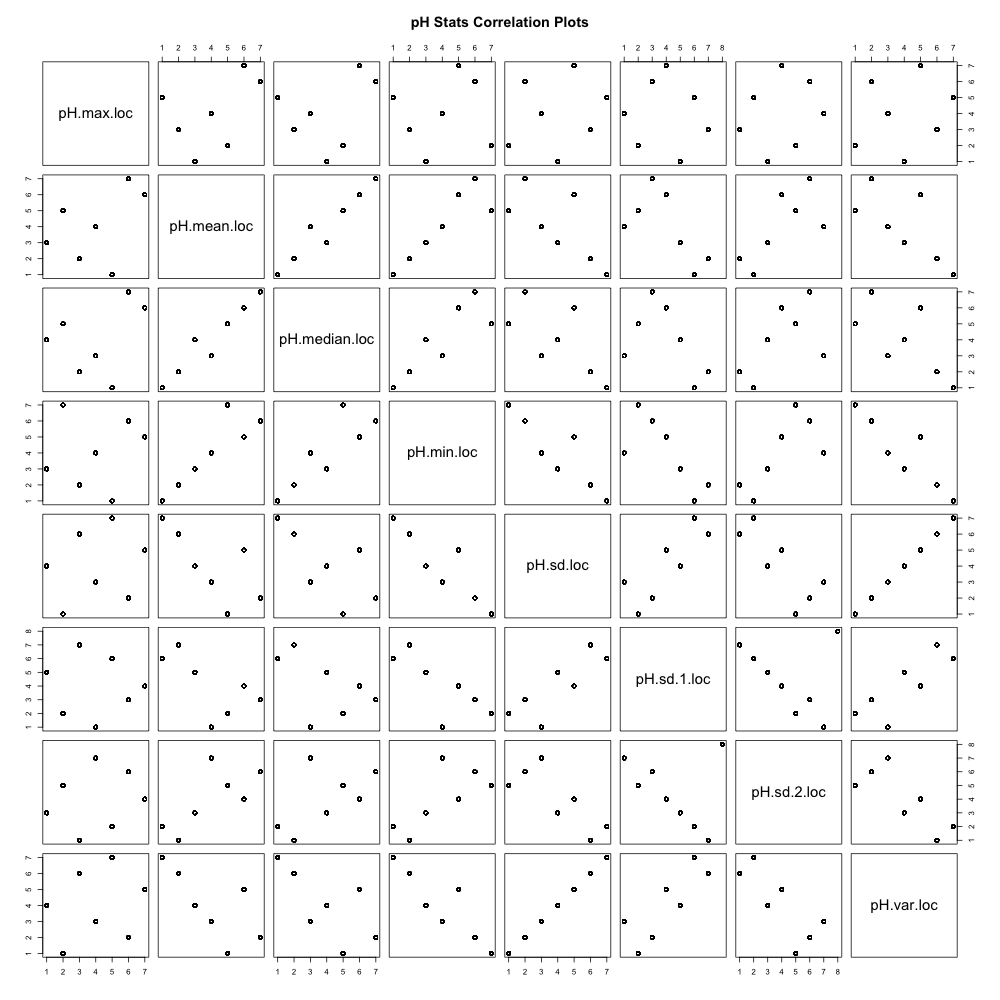 pH Stats Correlation Plots
1 2 3 4 5 6 7
1 2 3 4 5 6 7
1 2 3 4 5 6 7 8
1 2 3 4 5 6 7
pH.max.loc
1 2 3 4 5 6 7
1 2 3 4 5 6 7
pH.mean.loc
pH.median.loc
1 2 3 4 5 6 7
1 2 3 4 5 6 7
pH.min.loc
pH.sd.loc
1 2 3 4 5 6 7
1 2 3 4 5 6 7 8
pH.sd.1.loc
pH.sd.2.loc
1 2 3 4 5 6 7 8
1 2 3 4 5 6 7
pH.var.loc
1 2 3 4 5 6 7
1 2 3 4 5 6 7
1 2 3 4 5 6 7
1 2 3 4 5 6 7 8